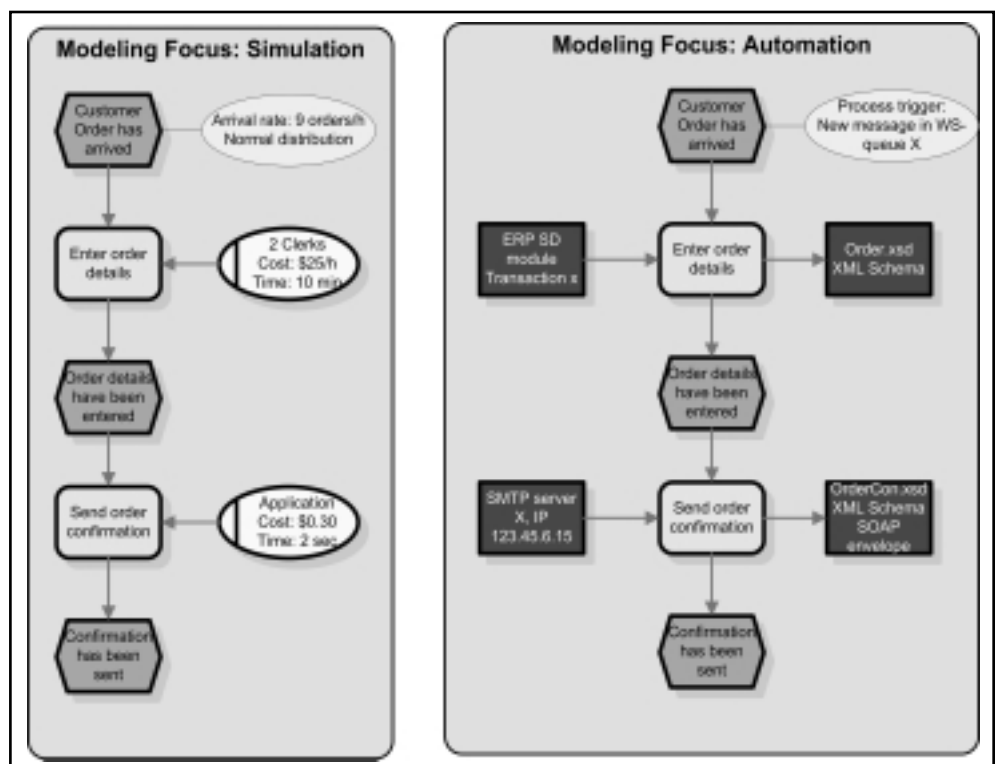 Modeling Focus: Simulation
Customer
Order has
arrived
Arrival rate: 9 orders/h
Normal distribution
Enter order
details
2 Clerks
Cost: $25/h
Time: 10 min
Order details
have been
entered
Send order
confirmation
Application
Cost: $0.30
Time: 2 sec
Confirmation
has been
sent
Modeling Focus: Automation
Customer
Order has
arrived
Process trigger:
New message in WS-
queue X
ERP SD
module
Transaction x
Enter order
details
Order.xsd
XML Schema
Order details
have been
entered
SMTP server
X, IP
123.45.6.15
Send order
confirmation
OrderCon.xsd
XML Schema
SOAP
envelope
Confirmation
has been
sent